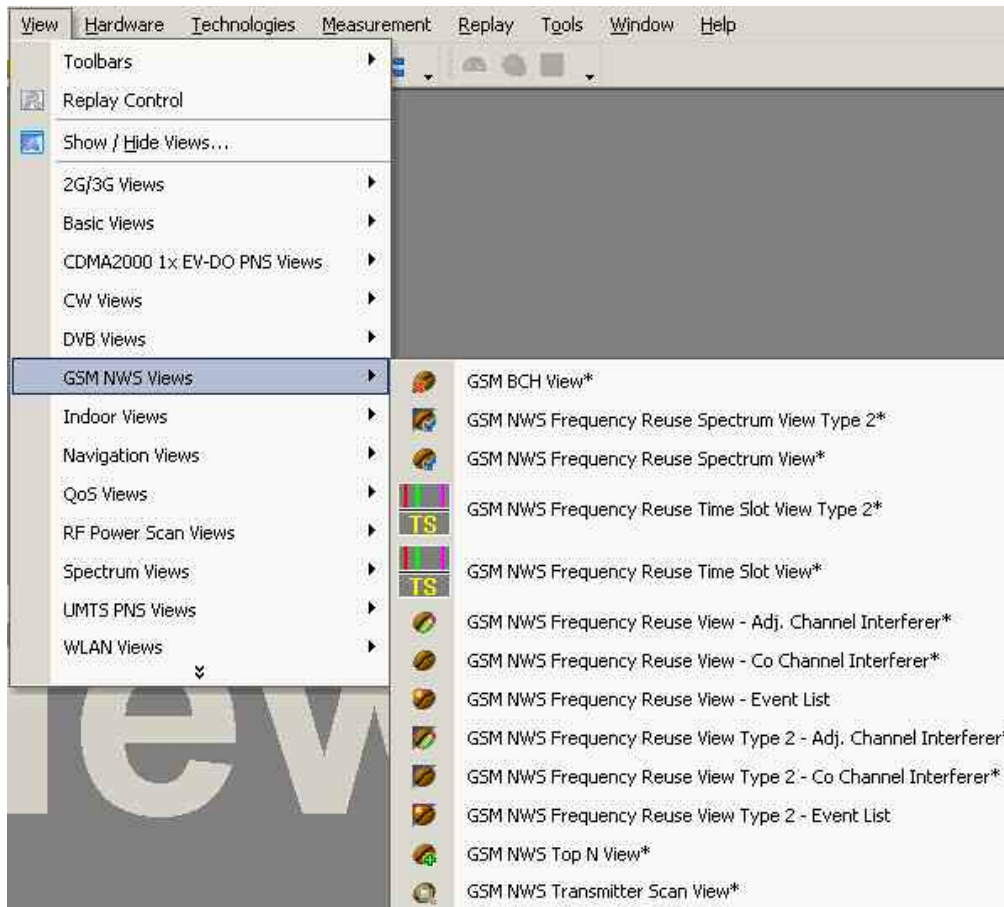 View Hardware Technologies Measurement Replay Tools Window Help
Toolbars
Replay Control
Show / Hide Views...
2G/3G Views
Basic Views
CDMA2000 1x EV-DO PNS Views
CW Views
DVB Views
GSM NWS Views
Indoor Views
Navigation Views
QoS Views
RF Power Scan Views
Spectrum Views
UMTS PNS Views
WLAN Views
GSM BCH View*
GSM NWS Frequency Reuse Spectrum View Type 2*
GSM NWS Frequency Reuse Spectrum View*
TS GSM NWS Frequency Reuse Time Slot View Type 2*
TS GSM NWS Frequency Reuse Time Slot View*
GSM NWS Frequency Reuse View - Adj. Channel Interferer*
GSM NWS Frequency Reuse View - Co Channel Interferer*
GSM NWS Frequency Reuse View - Event List
GSM NWS Frequency Reuse View Type 2 - Adj. Channel Interferer*
GSM NWS Frequency Reuse View Type 2 - Co Channel Interferer*
GSM NWS Frequency Reuse View Type 2 - Event List
GSM NWS Top N View*
GSM NWS Transmitter Scan View*